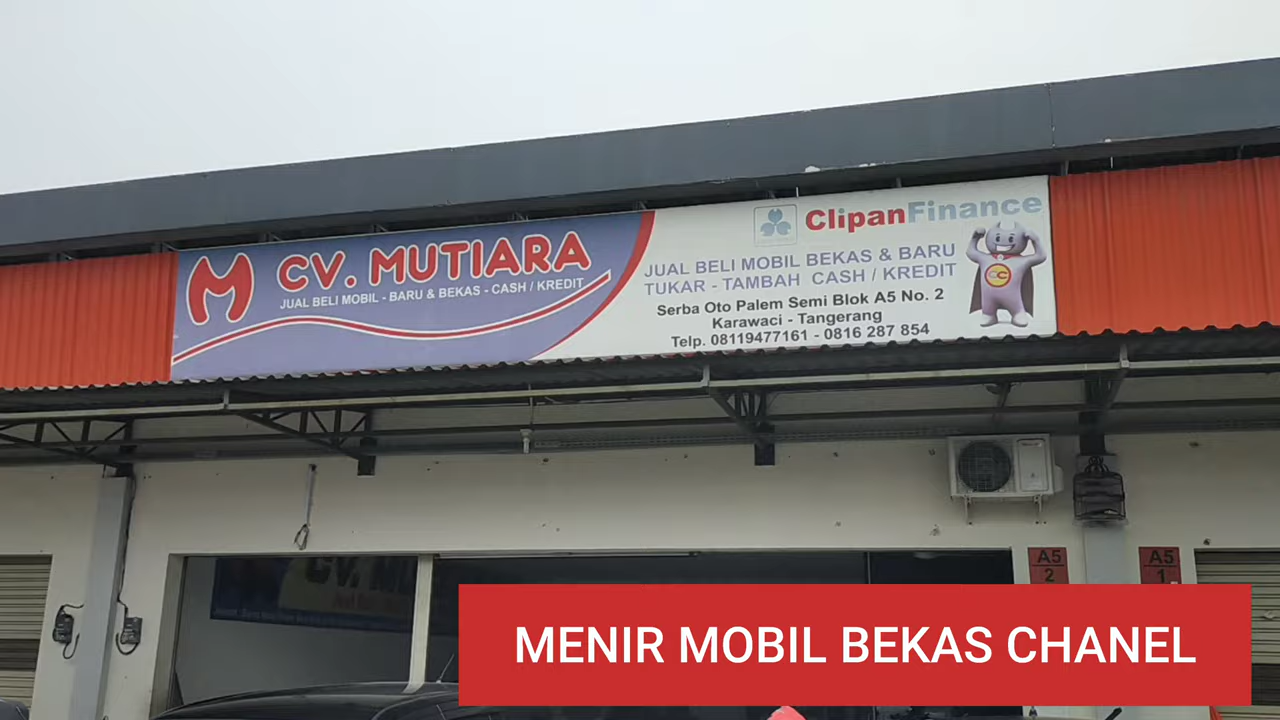 M CV. MUTIARA
JUAL BELI MOBIL - BARU & BEKAS - CASH / KREDIT
ClipanFinance
JUAL BELI MOBIL BEKAS & BARU
TUKAR - TAMBAH CASH / KREDIT
Serba Oto Palem Semi Blok A5 No. 2
Karawaci - Tangerang
Telp. 08119477161 - 0816 287 854
CC
A5
2
A5
1
MENIR MOBIL BEKAS CHANEL